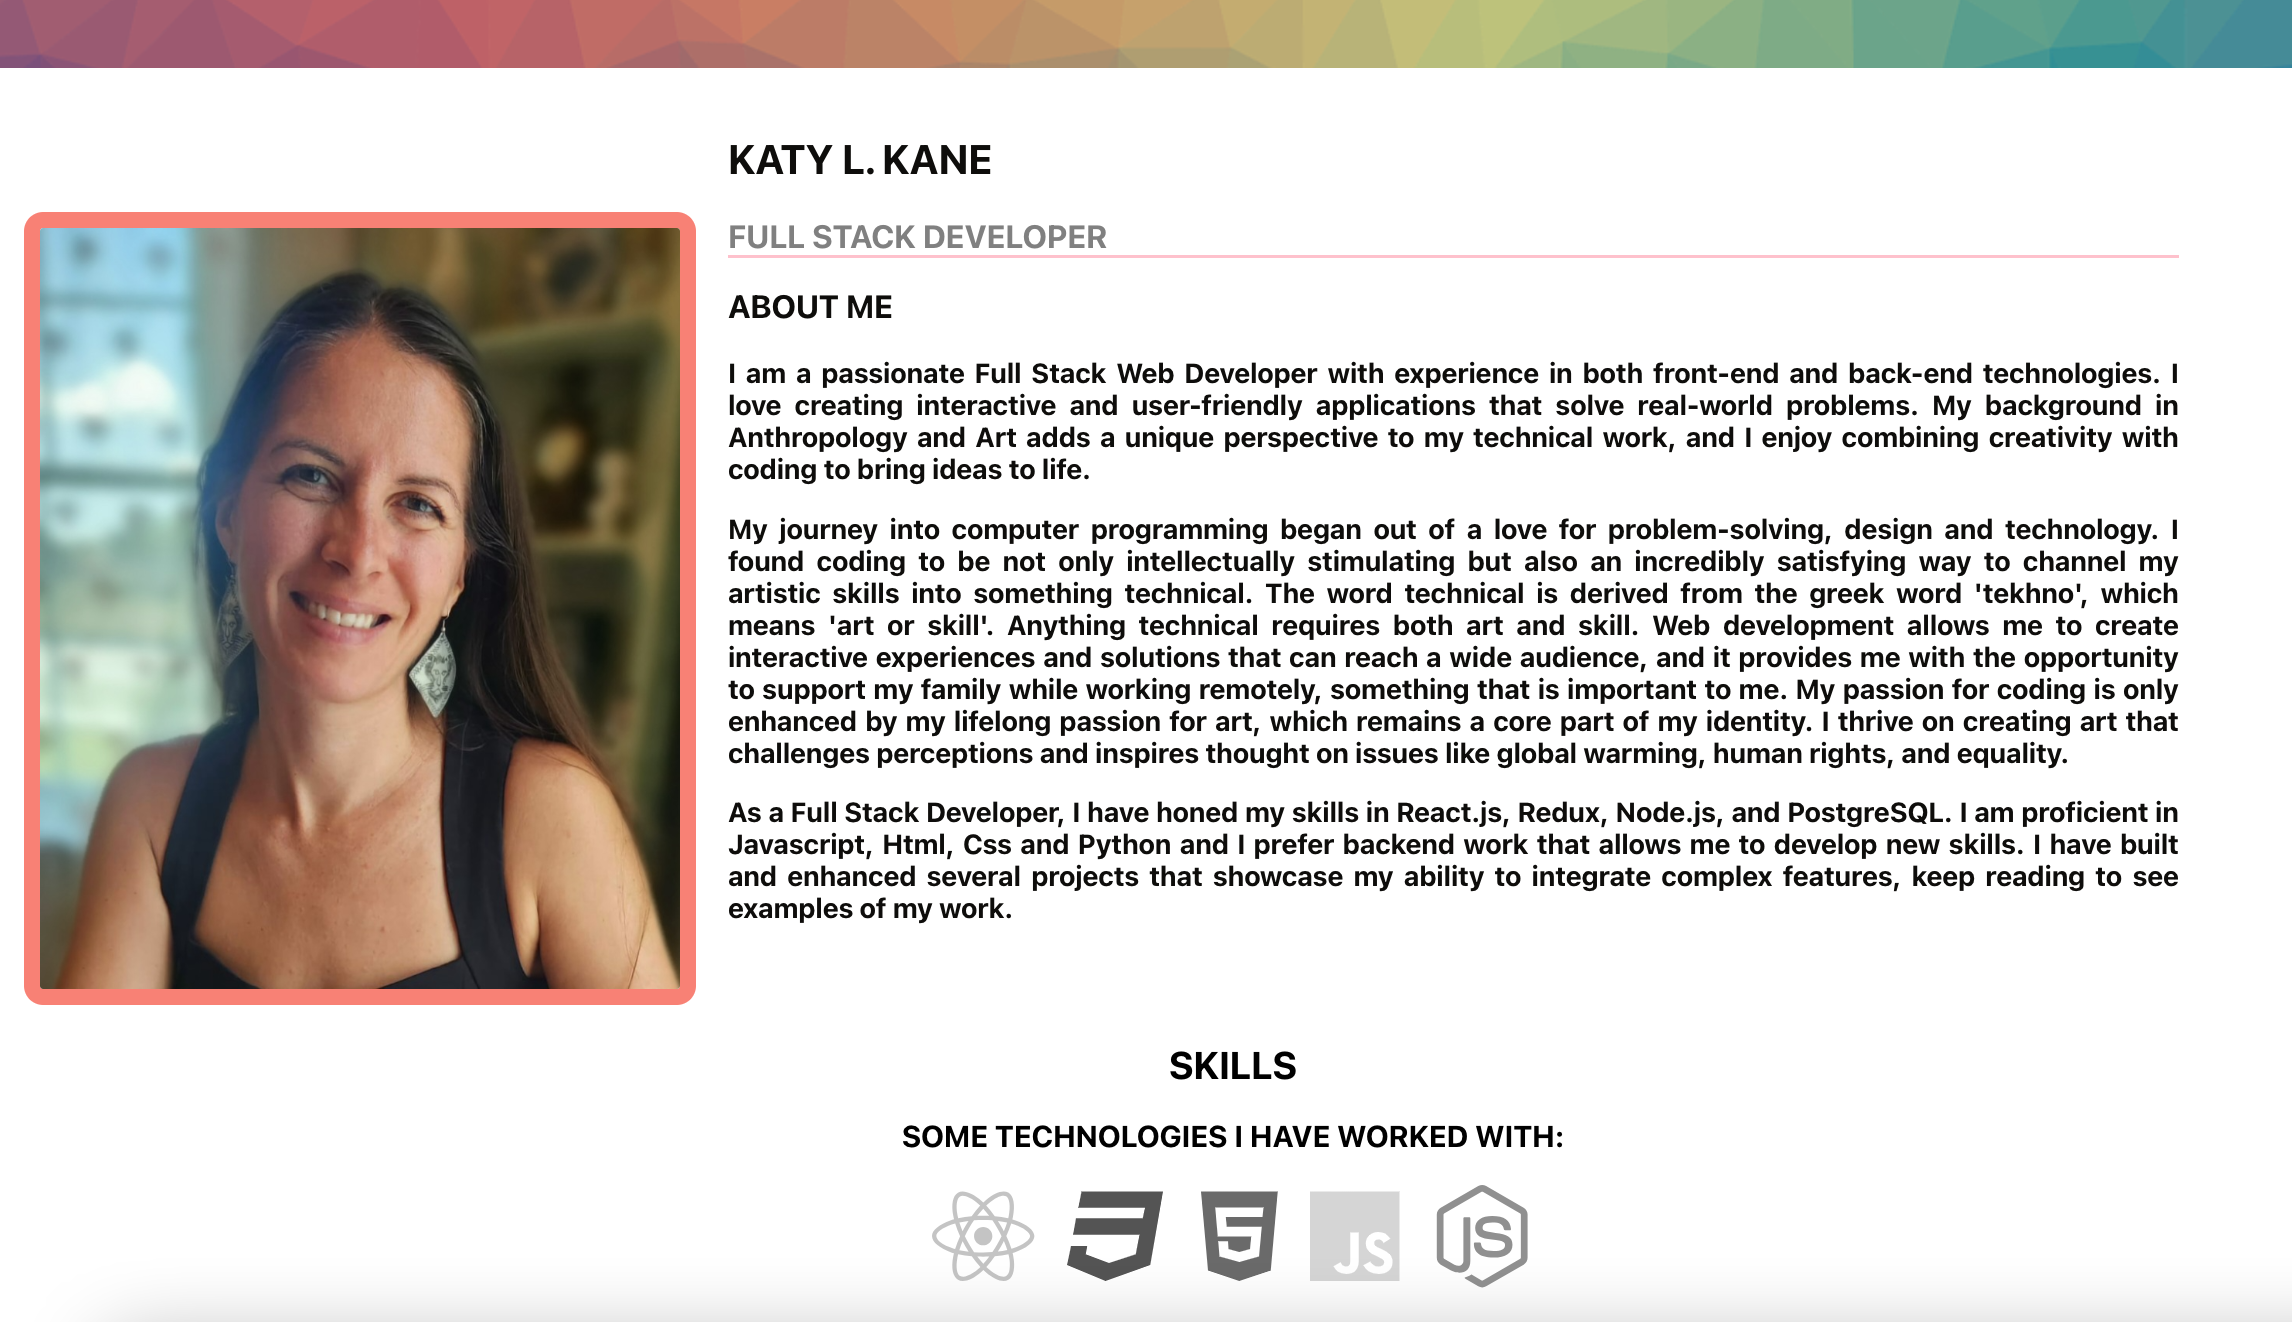 KATY L. KANE
FULL STACK DEVELOPER
ABOUT ME
I am a passionate Full Stack Web Developer with experience in both front-end and back-end technologies. I
love creating interactive and user-friendly applications that solve real-world problems. My background in
Anthropology and Art adds a unique perspective to my technical work, and I enjoy combining creativity with
coding to bring ideas to life.
My journey into computer programming began out of a love for problem-solving, design and technology. I
found coding to be not only intellectually stimulating but also an incredibly satisfying way to channel my
artistic skills into something technical. The word technical is derived from the greek word 'tekhno', which
means 'art or skill'. Anything technical requires both art and skill. Web development allows me to create
interactive experiences and solutions that can reach a wide audience, and it provides me with the opportunity
to support my family while working remotely, something that is important to me. My passion for coding is only
enhanced by my lifelong passion for art, which remains a core part of my identity. I thrive on creating art that
challenges perceptions and inspires thought on issues like global warming, human rights, and equality.
As a Full Stack Developer, I have honed my skills in React.js, Redux, Node.js, and PostgreSQL. I am proficient in
Javascript, Html, Css and Python and I prefer backend work that allows me to develop new skills. I have built
and enhanced several projects that showcase my ability to integrate complex features, keep reading to see
examples of my work.
SKILLS
SOME TECHNOLOGIES I HAVE WORKED WITH:
3 5 JS JS